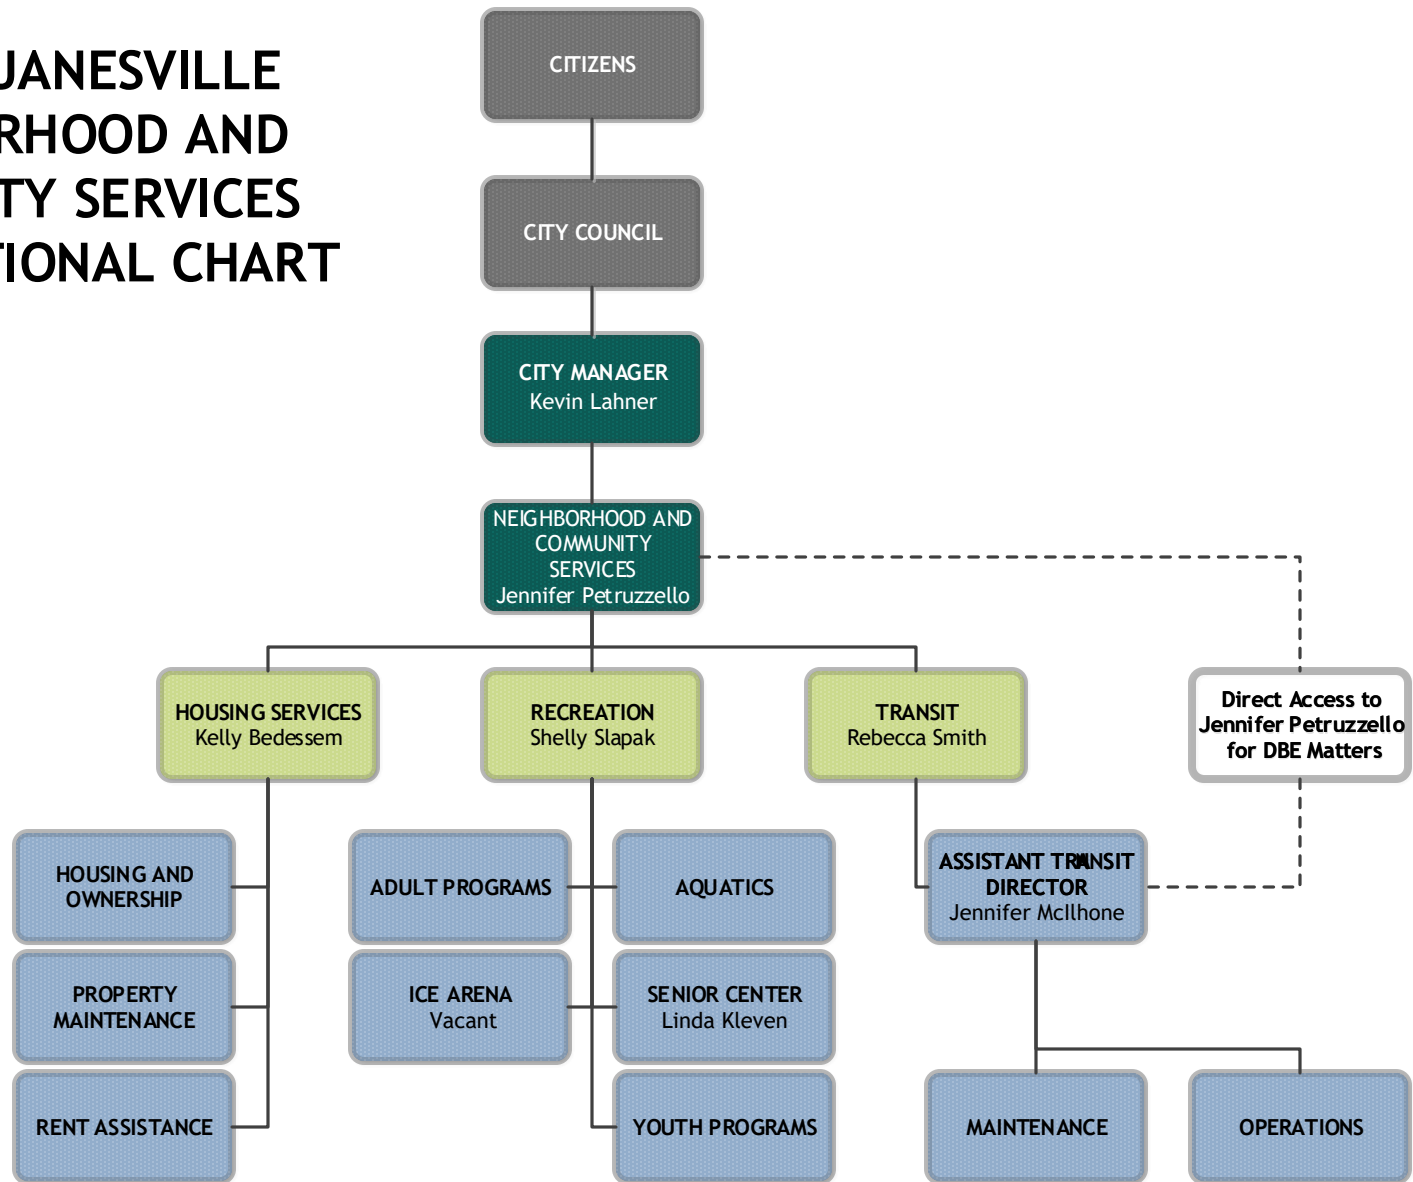 JANESVILLE
RHOOD AND
TY SERVICES
TIONAL CHART
CITIZENS
CITY COUNCIL
CITY MANAGER
Kevin Lahner
NEIGHBORHOOD AND
COMMUNITY
SERVICES
Jennifer Petruzzello
HOUSING SERVICES
Kelly Bedessem
RECREATION
Shelly Slapak
TRANSIT
Rebecca Smith
Direct Access to
Jennifer Petruzzello
for DBE Matters
HOUSING AND
OWNERSHIP
ADULT PROGRAMS
AQUATICS
ASSISTANT TRANSIT
DIRECTOR
Jennifer McIlhone
PROPERTY
MAINTENANCE
ICE ARENA
Vacant
SENIOR CENTER
Linda Kleven
RENT ASSISTANCE
YOUTH PROGRAMS
MAINTENANCE
OPERATIONS